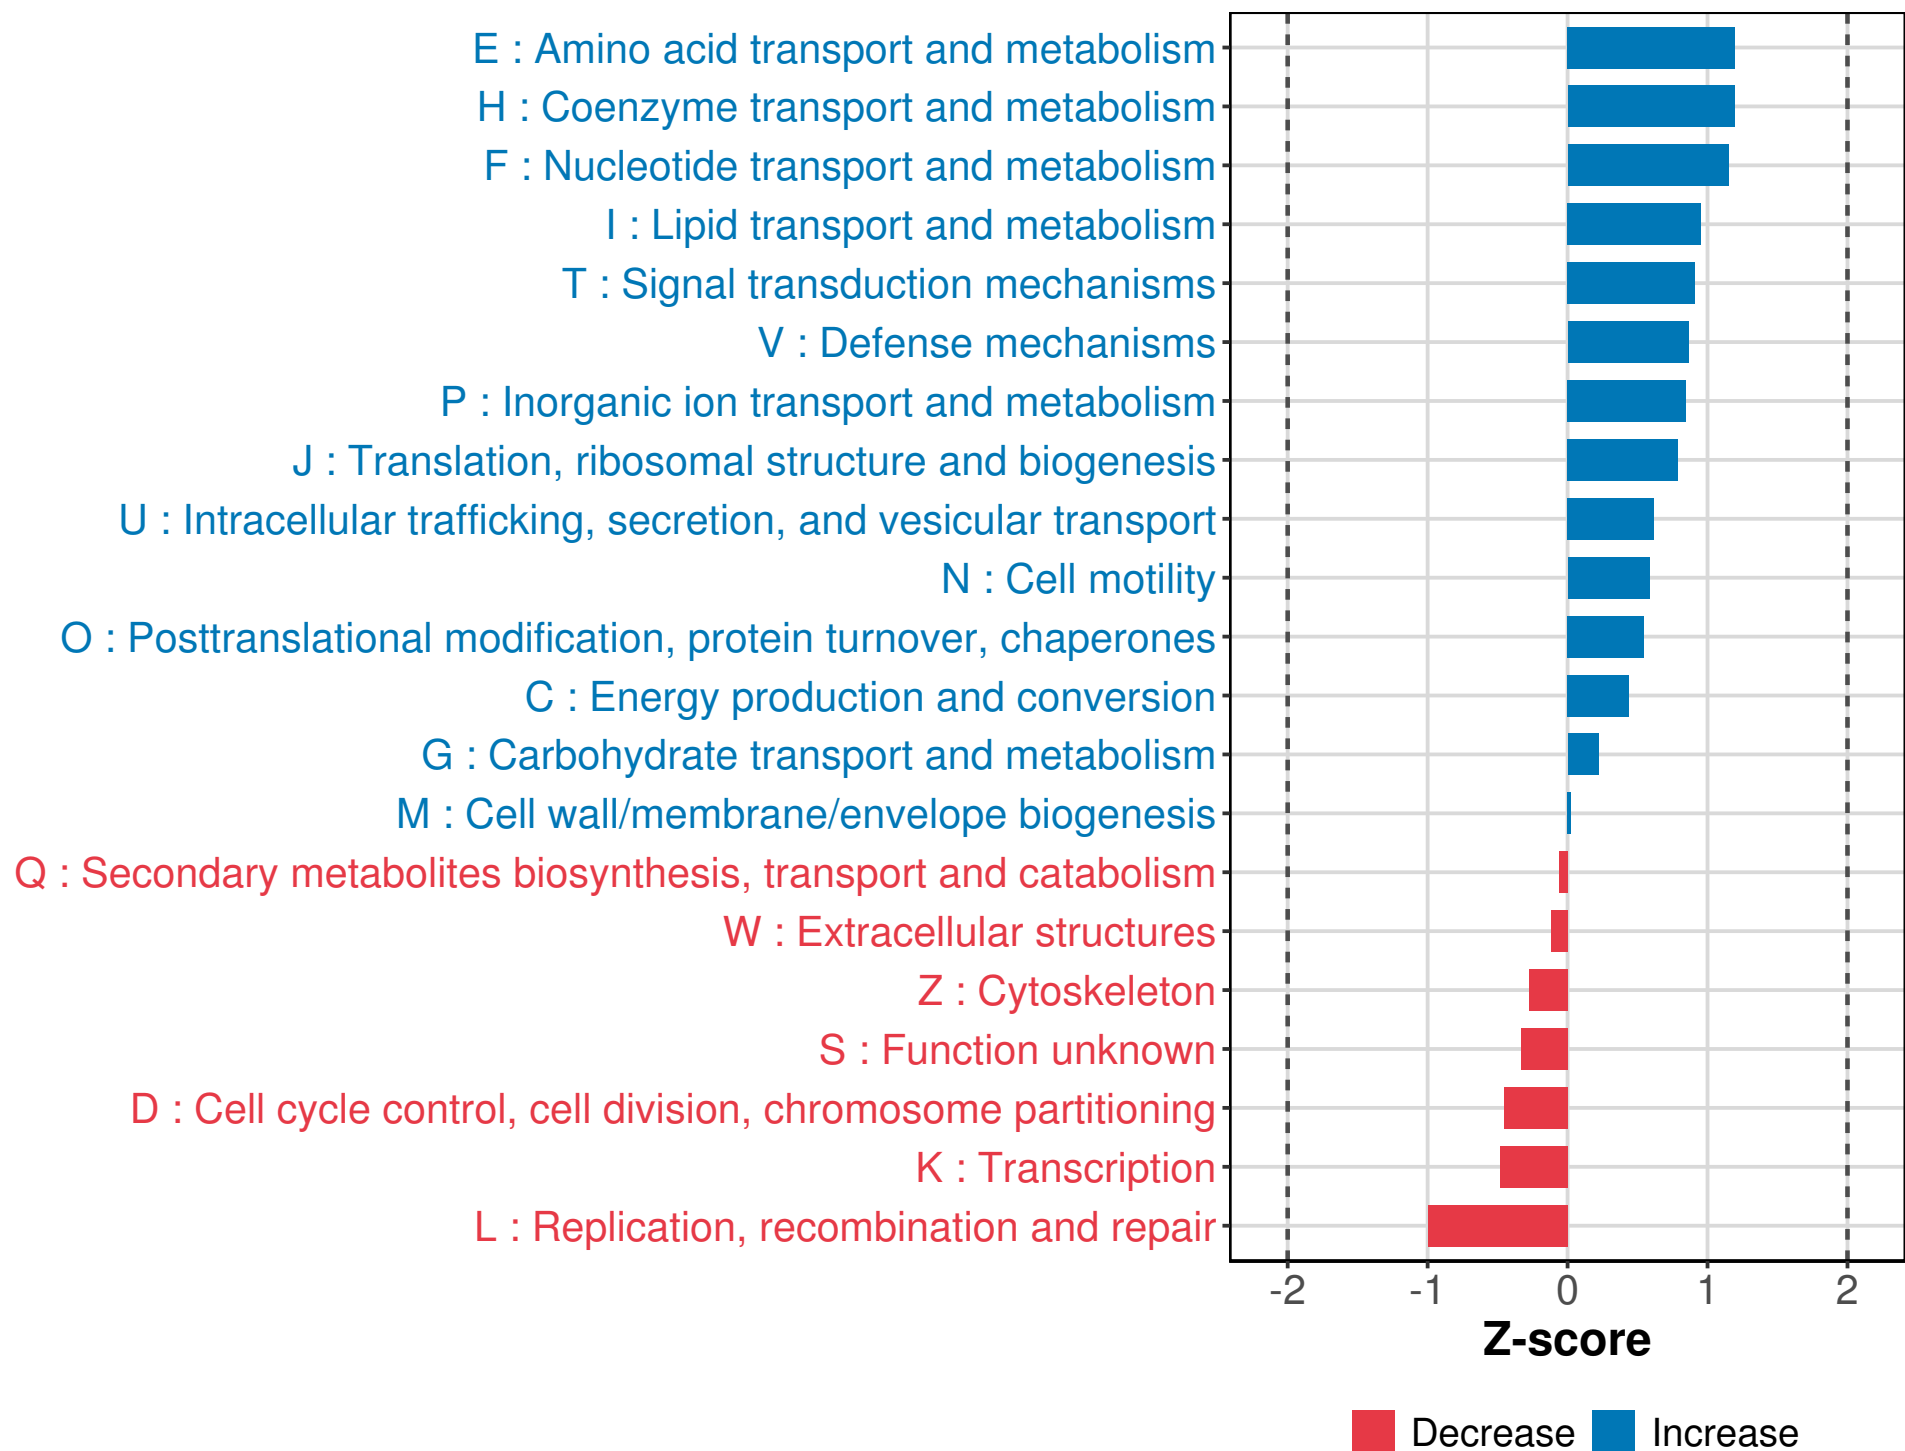 E : Amino acid transport and metabolism
H : Coenzyme transport and metabolism
F : Nucleotide transport and metabolism
I : Lipid transport and metabolism
T : Signal transduction mechanisms
V : Defense mechanisms
P : Inorganic ion transport and metabolism
J : Translation, ribosomal structure and biogenesis
U : Intracellular trafficking, secretion, and vesicular transport
N : Cell motility
O : Posttranslational modification, protein turnover, chaperones
C : Energy production and conversion
G : Carbohydrate transport and metabolism
M : Cell wall/membrane/envelope biogenesis
Q : Secondary metabolites biosynthesis, transport and catabolism
W : Extracellular structures
Z : Cytoskeleton
S : Function unknown
D : Cell cycle control, cell division, chromosome partitioning
K : Transcription
L : Replication, recombination and repair
-2 -1 0 1 2
Z-score
Decrease Increase